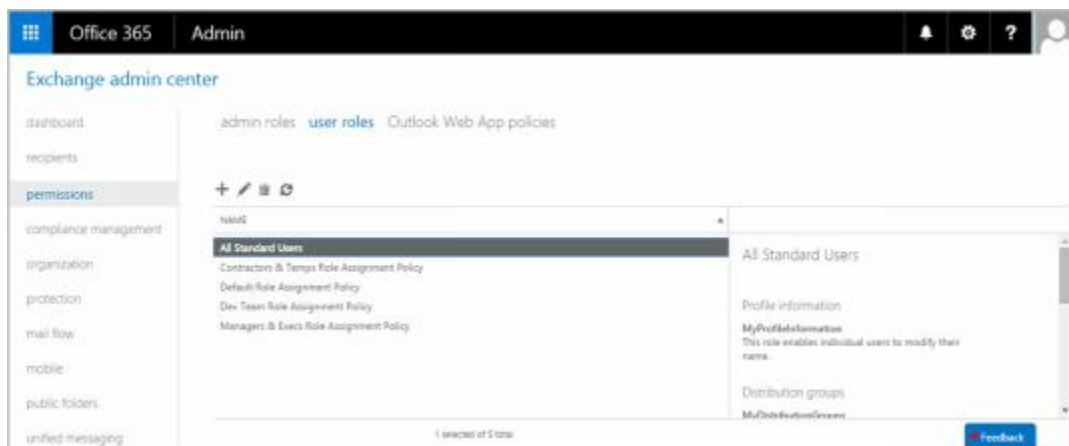 Office 365 Admin ?
Exchange admin center
dashboard
recipients
permissions
compliance management
organization
protection
mail flow
mobile
public folders
unified messaging
admin roles user roles Outlook Web App policies
NAME
All Standard Users
Contractors & Temps Role Assignment Policy
Default Role Assignment Policy
Dev Team Role Assignment Policy
Managers & Execs Role Assignment Policy
1 selected of 5 total
All Standard Users
Profile information
MyProfileInformation
This role enables individual users to modify their
name.
Distribution groups
MyDistributionGroups
Feedback